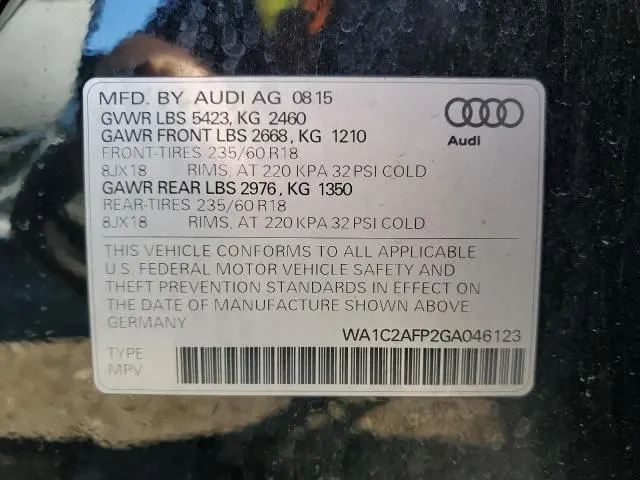 MFD. BY AUDI AG 08 15
GVWR LBS 5423, KG 2460
GAWR FRONT LBS 2668, KG 1210
FRONT-TIRES 235/60 R18
8JX18 RIMS, AT 220 KPA 32 PSI COLD
GAWR REAR LBS 2976, KG 1350
REAR-TIRES 235/60 R18
8JX18 RIMS, AT 220 KPA 32 PSI COLD
Audi
THIS VEHICLE CONFORMS TO ALL APPLICABLE
U.S. FEDERAL MOTOR VEHICLE SAFETY AND
THEFT PREVENTION STANDARDS IN EFFECT ON
THE DATE OF MANUFACTURE SHOWN ABOVE.
GERMANY
WA1C2AFP2GA046123
TYPE
MPV